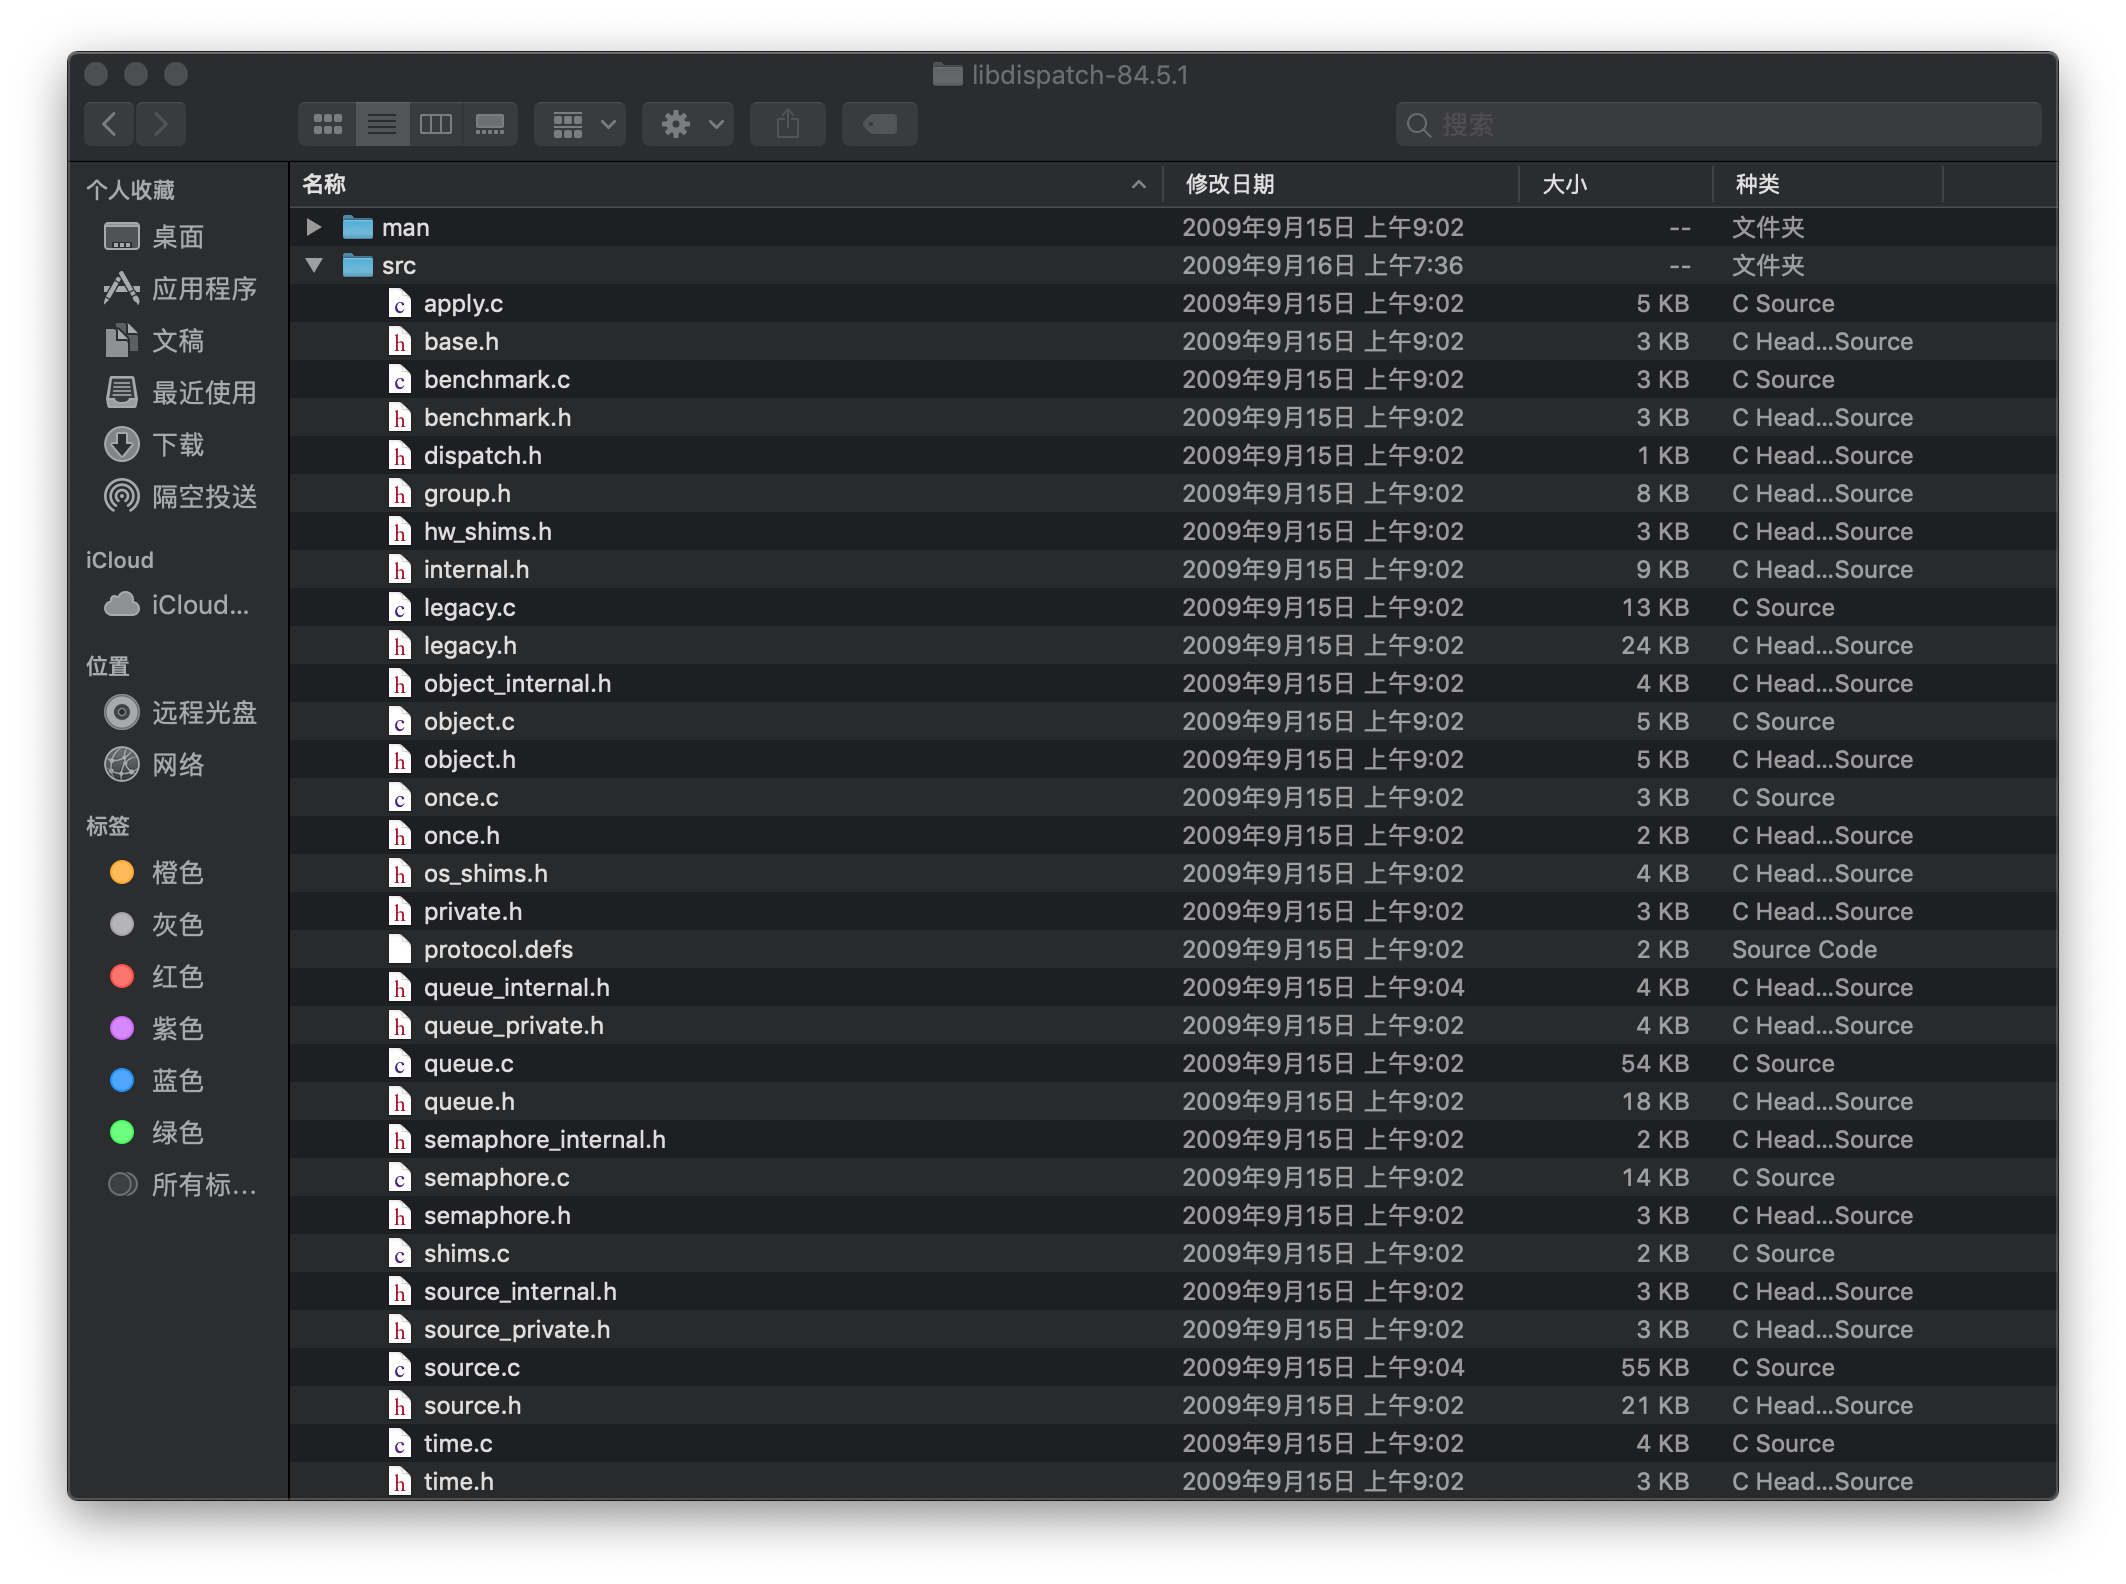 libdispatch-84.5.1
搜索
个人收藏
桌面
应用程序
文稿
最近使用
下载
隔空投送
iCloud
iCloud...
位置
远程光盘
网络
标签
橙色
灰色
红色
紫色
蓝色
绿色
所有标...
名称 修改日期 大小 种类
man 2009年9月15日 上午9:02 -- 文件夹
src 2009年9月16日 上午7:36 -- 文件夹
c apply.c 2009年9月15日 上午9:02 5 KB C Source
h base.h 2009年9月15日 上午9:02 3 KB C Head...Source
c benchmark.c 2009年9月15日 上午9:02 3 KB C Source
h benchmark.h 2009年9月15日 上午9:02 3 KB C Head...Source
h dispatch.h 2009年9月15日 上午9:02 1 KB C Head...Source
h group.h 2009年9月15日 上午9:02 8 KB C Head...Source
h hw_shims.h 2009年9月15日 上午9:02 3 KB C Head...Source
h internal.h 2009年9月15日 上午9:02 9 KB C Head...Source
c legacy.c 2009年9月15日 上午9:02 13 KB C Source
h legacy.h 2009年9月15日 上午9:02 24 KB C Head...Source
h object_internal.h 2009年9月15日 上午9:02 4 KB C Head...Source
c object.c 2009年9月15日 上午9:02 5 KB C Source
h object.h 2009年9月15日 上午9:02 5 KB C Head...Source
c once.c 2009年9月15日 上午9:02 3 KB C Source
h once.h 2009年9月15日 上午9:02 2 KB C Head...Source
h os_shims.h 2009年9月15日 上午9:02 4 KB C Head...Source
h private.h 2009年9月15日 上午9:02 3 KB C Head...Source
protocol.defs 2009年9月15日 上午9:02 2 KB Source Code
h queue_internal.h 2009年9月15日 上午9:04 4 KB C Head...Source
h queue_private.h 2009年9月15日 上午9:02 4 KB C Head...Source
c queue.c 2009年9月15日 上午9:02 54 KB C Source
h queue.h 2009年9月15日 上午9:02 18 KB C Head...Source
h semaphore_internal.h 2009年9月15日 上午9:02 2 KB C Head...Source
c semaphore.c 2009年9月15日 上午9:02 14 KB C Source
h semaphore.h 2009年9月15日 上午9:02 3 KB C Head...Source
c shims.c 2009年9月15日 上午9:02 2 KB C Source
h source_internal.h 2009年9月15日 上午9:02 3 KB C Head...Source
h source_private.h 2009年9月15日 上午9:02 3 KB C Head...Source
c source.c 2009年9月15日 上午9:04 55 KB C Source
h source.h 2009年9月15日 上午9:02 21 KB C Head...Source
c time.c 2009年9月15日 上午9:02 4 KB C Source
h time.h 2009年9月15日 上午9:02 3 KB C Head...Source